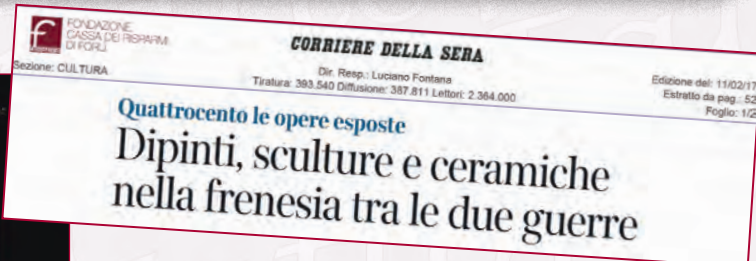 FONDAZIONE
CASSA DEI RISPARMI
DI FORLÌ
CORRIERE DELLA SERA
Sezione: CULTURA
Dir. Resp.: Luciano Fontana
Tiratura: 393.540 Diffusione: 387.811 Lettori: 2.364.000
Edizione del: 11/02/17
Estratto da pag.: 52
Foglio: 1/2
Quattrocento le opere esposte
Dipinti, sculture e ceramiche
nella frenesia tra le due guerre